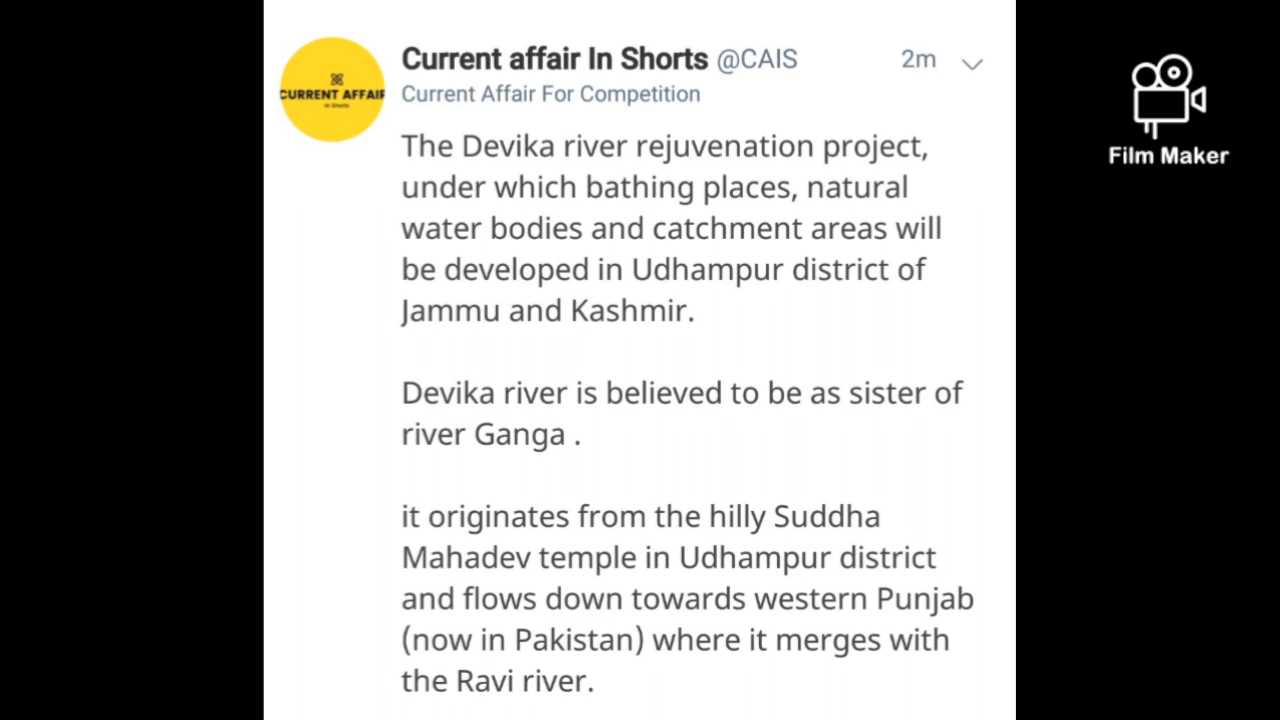 Current affair In Shorts @CAIS 2m
Current Affair For Competition
CURRENT AFFAIR
In Shorts
The Devika river rejuvenation project,
under which bathing places, natural
water bodies and catchment areas will
be developed in Udhampur district of
Jammu and Kashmir.
Devika river is believed to be as sister of
river Ganga .
it originates from the hilly Suddha
Mahadev temple in Udhampur district
and flows down towards western Punjab
(now in Pakistan) where it merges with
the Ravi river.
Film Maker